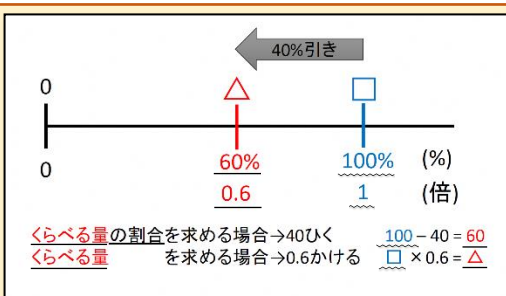 40%引き
0 △ □
0 60% 100% (%)
0.6 1 (倍)
くらべる量の割合を求める場合→40ひく 100－40＝60
くらべる量 を求める場合→0.6かける □×0.6＝△